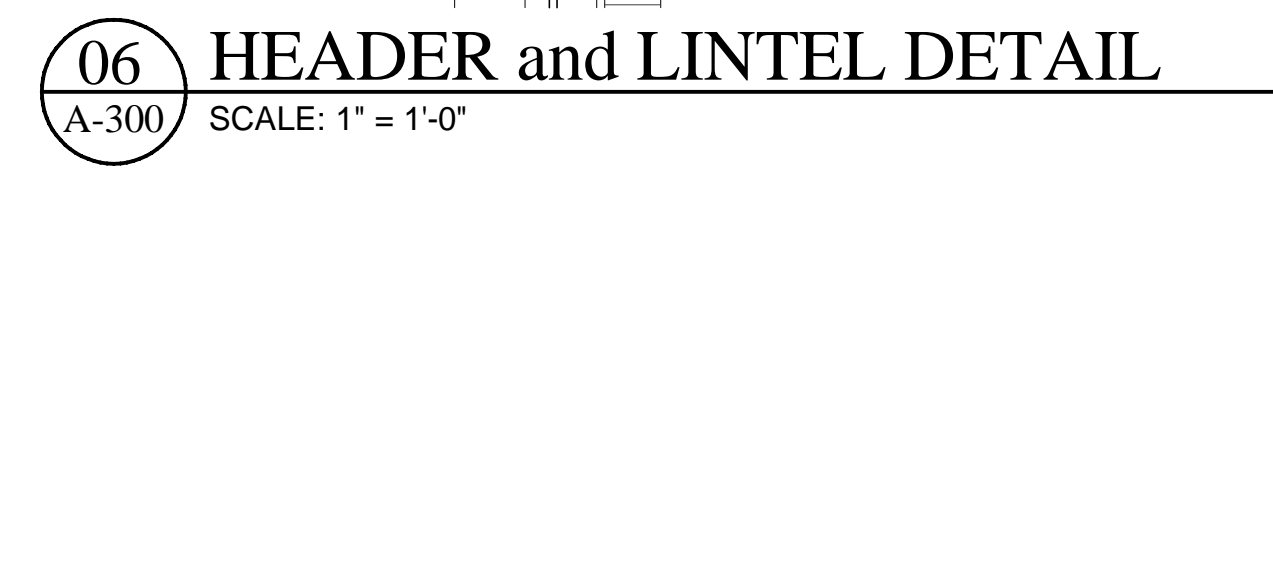 06 HEADER and LINTEL DETAIL
A-300 SCALE: 1" = 1'-0"